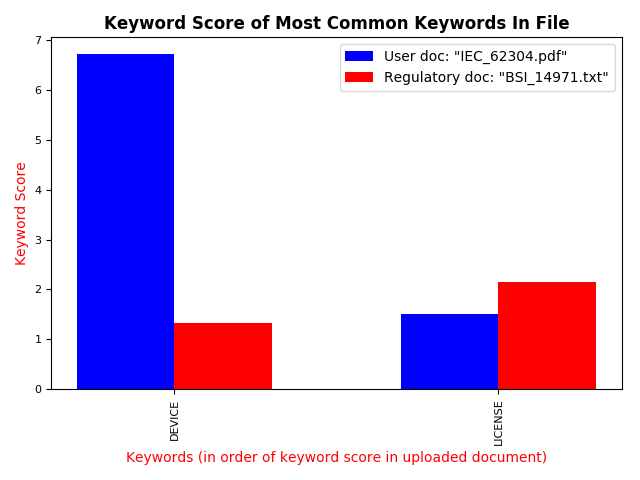 Keyword Score of Most Common Keywords In File
User doc: "IEC_62304.pdf"
Regulatory doc: "BSI_14971.txt"
Keyword Score
7
6
5
4
3
2
1
0
DEVICE
LICENSE
Keywords (in order of keyword score in uploaded document)